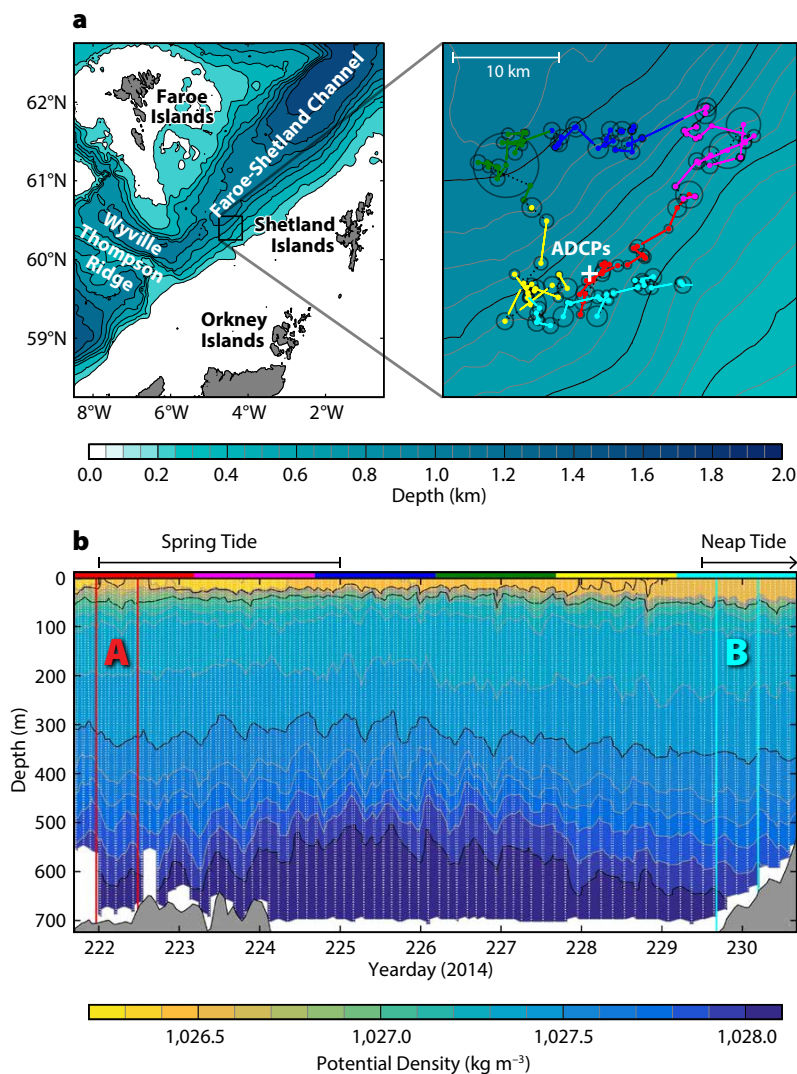 a
62°N
61°N
60°N
59°N
8°W
6°W
4°W
2°W
Faroe
Islands
Faroe-Shetland Channel
Wyville
Thompson
Ridge
Shetland
Islands
Orkney
Islands
10 km
ADCPs
0.0 0.2 0.4 0.6 0.8 1.0 1.2 1.4 1.6 1.8 2.0
Depth (km)
b
Spring Tide
Neap Tide
0
100
200
300
400
500
600
700
Depth (m)
A
B
222 223 224 225 226 227 228 229 230
Yearday (2014)
1,026.5 1,027.0 1,027.5 1,028.0
Potential Density (kg m⁻³)